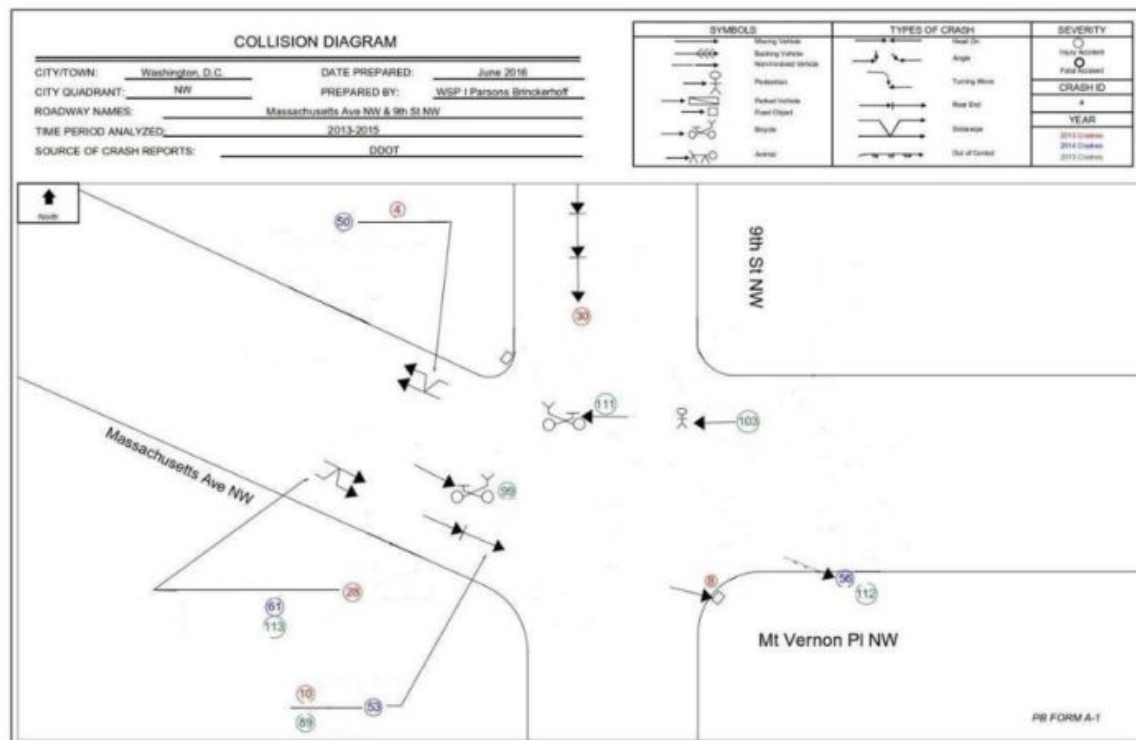 COLLISION DIAGRAM
CITY/TOWN: Washington, D.C. DATE PREPARED: June 2016
CITY QUADRANT: NW PREPARED BY: WSP I Parsons Brinckerhoff
ROADWAY NAMES: Massachusetts Ave NW & 9th St NW
TIME PERIOD ANALYZED: 2013-2015
SOURCE OF CRASH REPORTS: DDOT
SYMBOLS TYPES OF CRASH SEVERITY
Moving Vehicle Head On
Backing Vehicle Injury Accident
Non-Involved Vehicle Angle
Fatal Accident
Pedestrian Turning Move
CRASH ID
Parked Vehicle Rear End #
Fixed Object
YEAR
Bicycle Sideswipe 2013 Crashes
2014 Crashes
Animal Out of Control 2015 Crashes
North
50 4
30
9th St NW
111
103
Massachusetts Ave NW
99
28
61
113
8
56
112
Mt Vernon Pl NW
10
53
89
PB FORM A-1